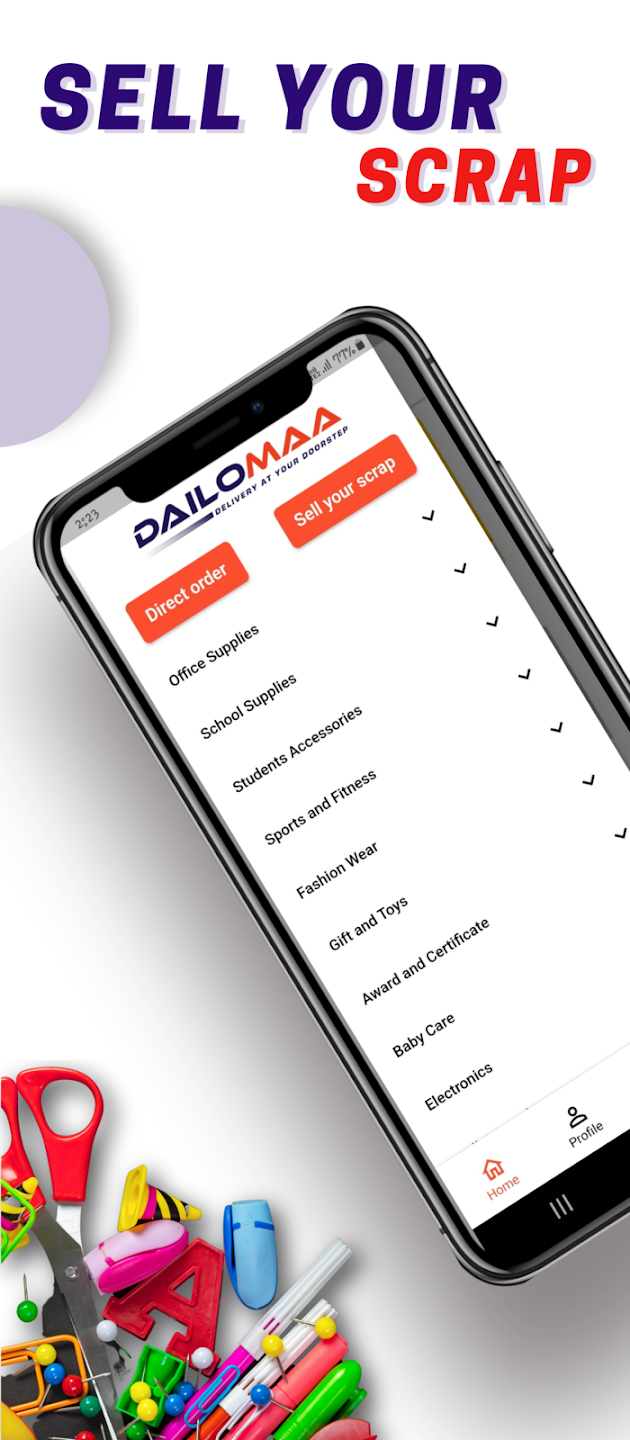 SELL YOUR
SCRAP
2:23
77%
DAILOMAA
DELIVERY AT YOUR DOORSTEP
Direct order
Sell your scrap
Office Supplies
School Supplies
Students Accessories
Sports and Fitness
Fashion Wear
Gift and Toys
Award and Certificate
Baby Care
Electronics
Home
Profile
A